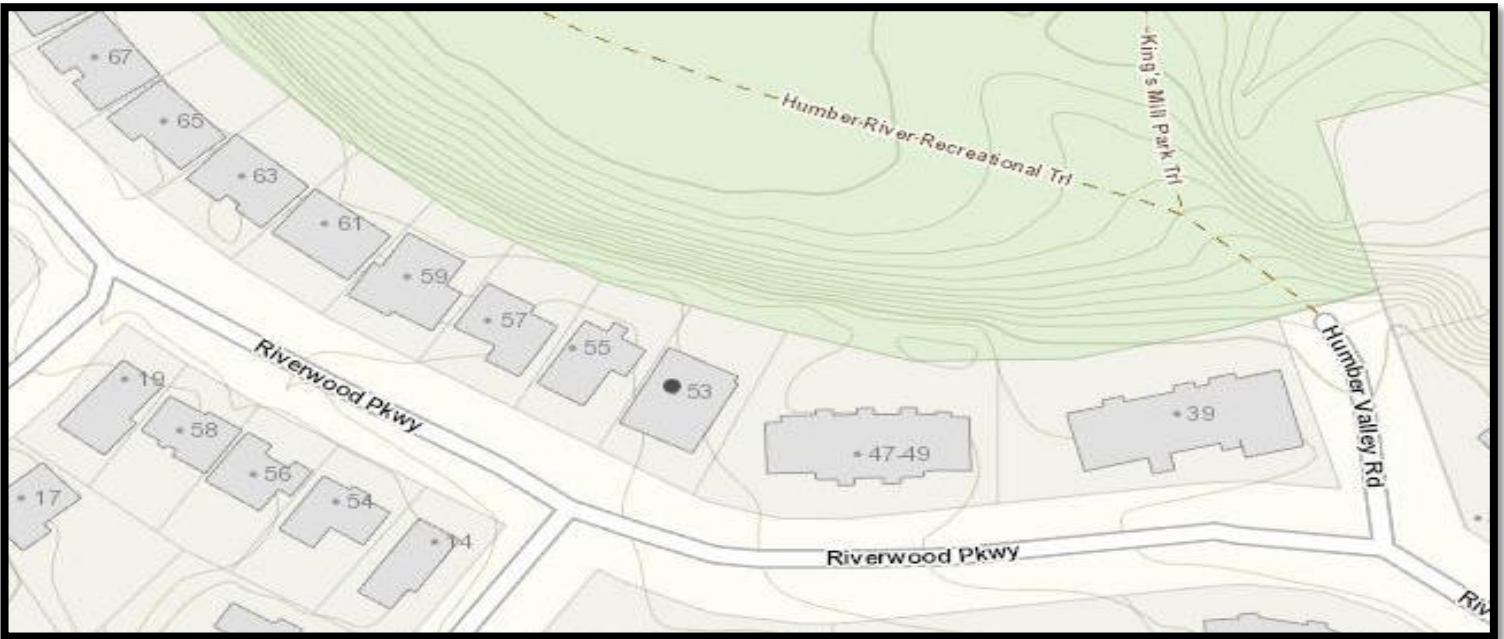 67
65
63
61
59
57
55
53
47-49
39
Humber-River-Recreational Trl
King's Mill Park Trl
Humber Valley Rd
Riverwood Pkwy
19
58
56
54
14
17
Riverwood Pkwy
Riv